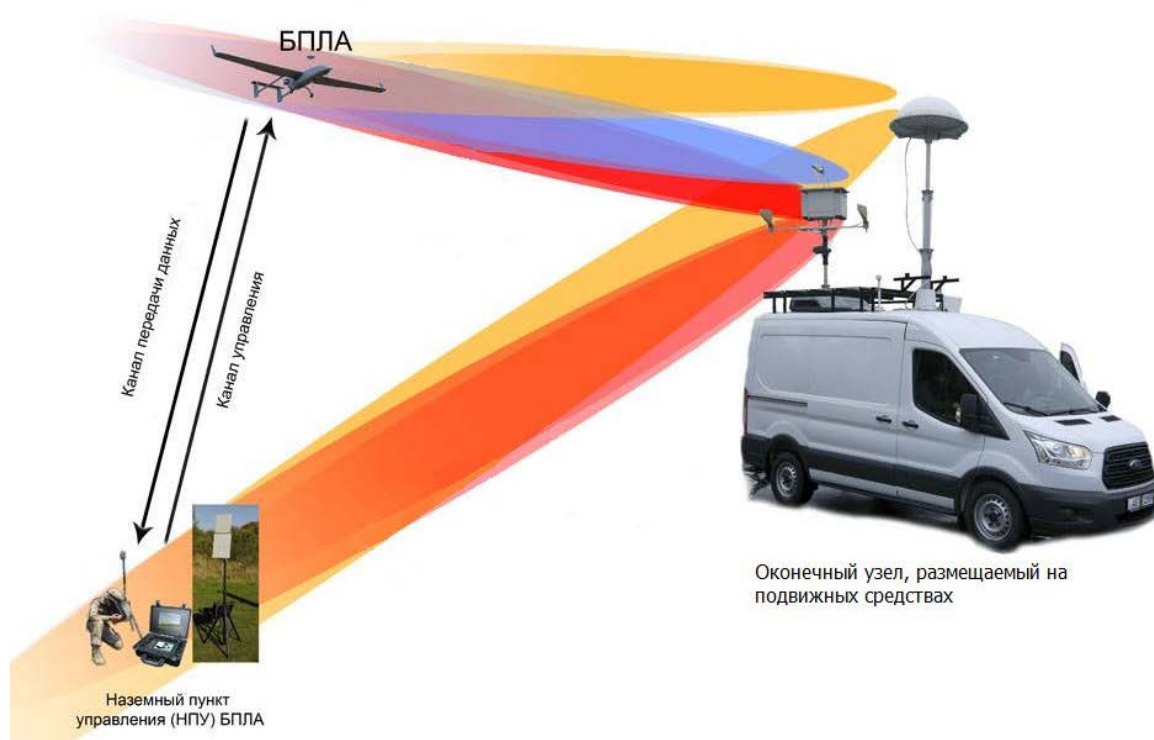 БПЛА
Канал передачи данных
Канал управления
Оконечный узел, размещаемый на
подвижных средствах
Наземный пункт
управления (НПУ) БПЛА